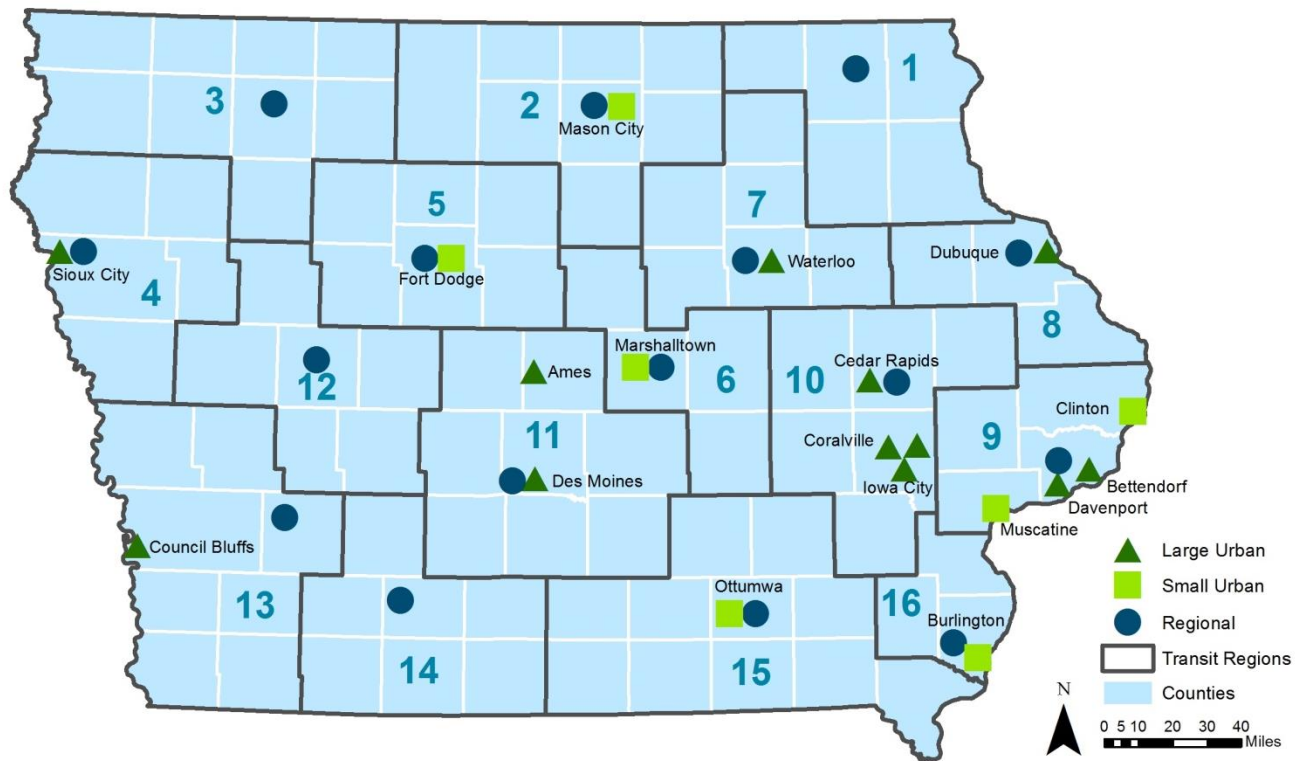 1
3
2
Mason City
5
7
Fort Dodge
Sioux City
4
Waterloo
Dubuque
8
Marshalltown
Ames
12
6
10
Cedar Rapids
Clinton
9
11
Coralville
Iowa City
Des Moines
Bettendorf
Davenport
Muscatine
Council Bluffs
13
14
Ottumwa
15
16
Burlington
Large Urban
Small Urban
Regional
Transit Regions
Counties
N
0 5 10 20 30 40
Miles